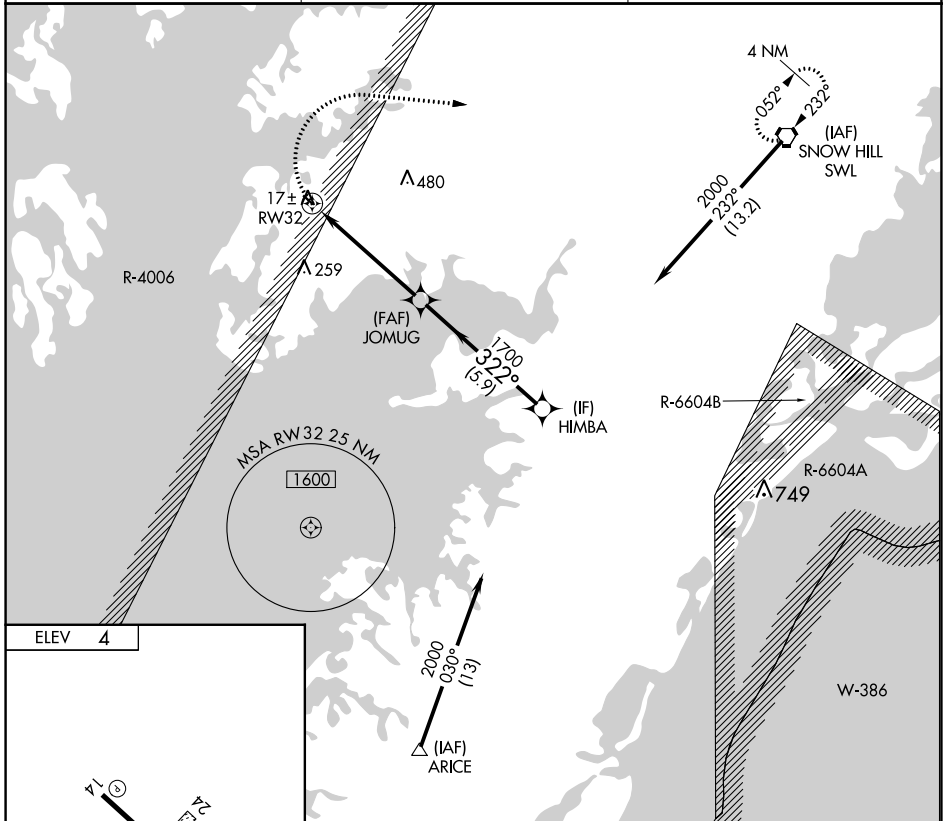 4 NM
052°
232°
(IAF)
SNOW HILL
SWL
2000
232°
(13.2)
480
17±
RW32
259
R-4006
(FAF)
JOMUG
1700
322°
(5.9)
(IF)
HIMBA
R-6604B
R-6604A
749
MSA RW32 25 NM
1600
2000
030°
(13)
(IAF)
ARICE
W-386
ELEV 4
14
P
24